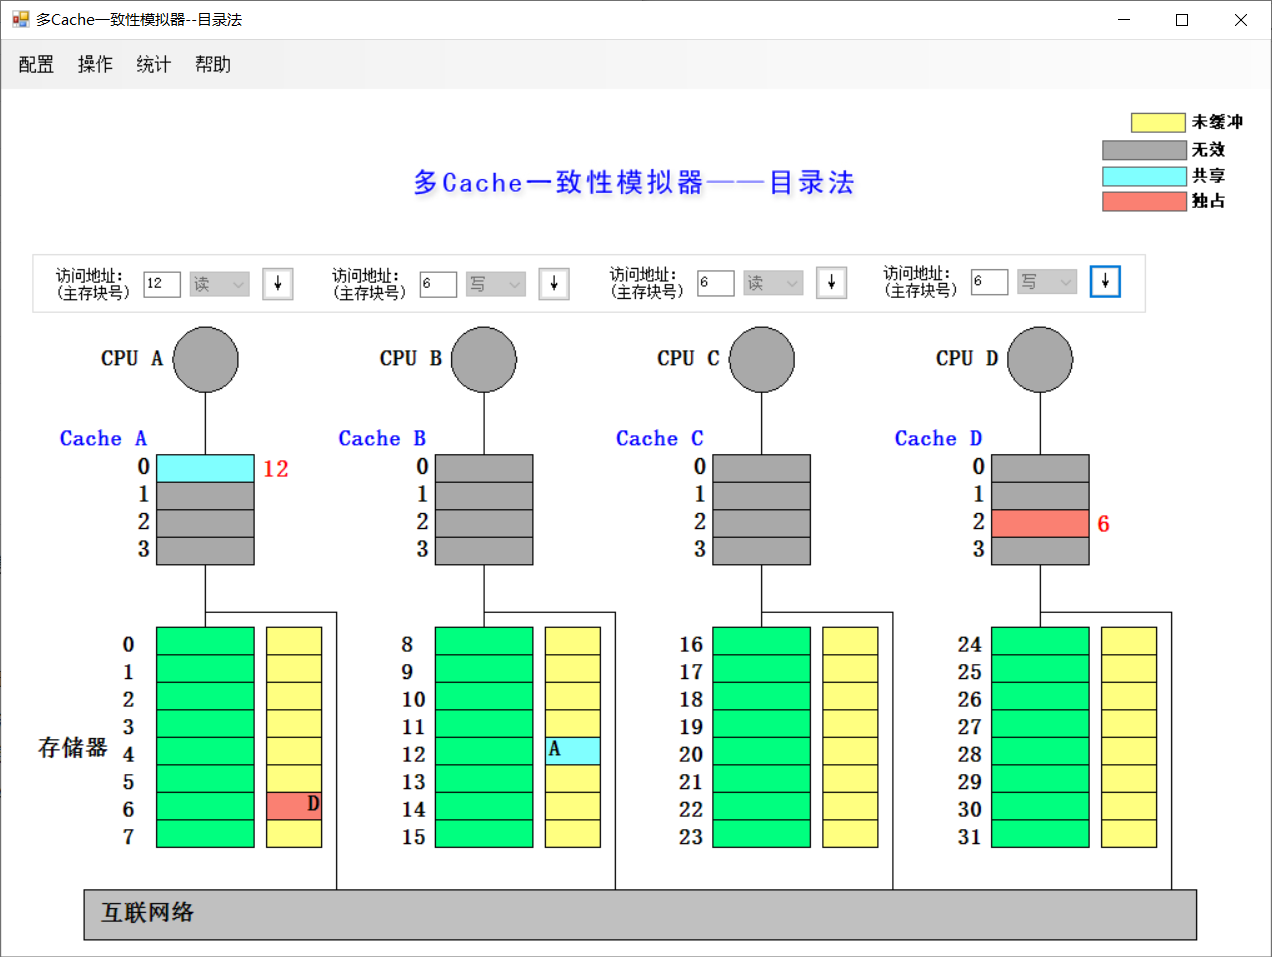 多Cache一致性模拟器--目录法
配置 操作 统计 帮助
未缓冲
无效
共享
独占
多Cache一致性模拟器——目录法
访问地址:
(主存块号)
12 读 ↓
访问地址:
(主存块号)
6 写 ↓
访问地址:
(主存块号)
6 读 ↓
访问地址:
(主存块号)
6 写 ↓
CPU A CPU B CPU C CPU D
Cache A Cache B Cache C Cache D
0 12 0 0 0
1 1 1 1
2 2 2 2 6
3 3 3 3
0 8 16 24
1 9 17 25
2 10 18 26
3 11 19 27
存储器 4 12 A 20 28
5 13 21 29
6 D 14 22 30
7 15 23 31
互联网络